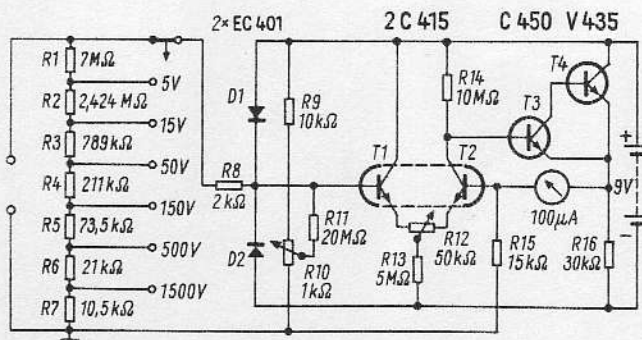 2× EC 401
2 C 415
C 450
V 435
R1
7MΩ
5V
R2
2,424 MΩ
15V
R3
789kΩ
50V
R4
211kΩ
150V
R5
73,5kΩ
500V
R6
21kΩ
1500V
R7
10,5kΩ
R8
2kΩ
D1
D2
R9
10kΩ
R11
20MΩ
R10
1kΩ
T1
T2
R14
10MΩ
T3
T4
R12
50kΩ
R13
5MΩ
R15
15kΩ
100µA
R16
30kΩ
+
9V
−